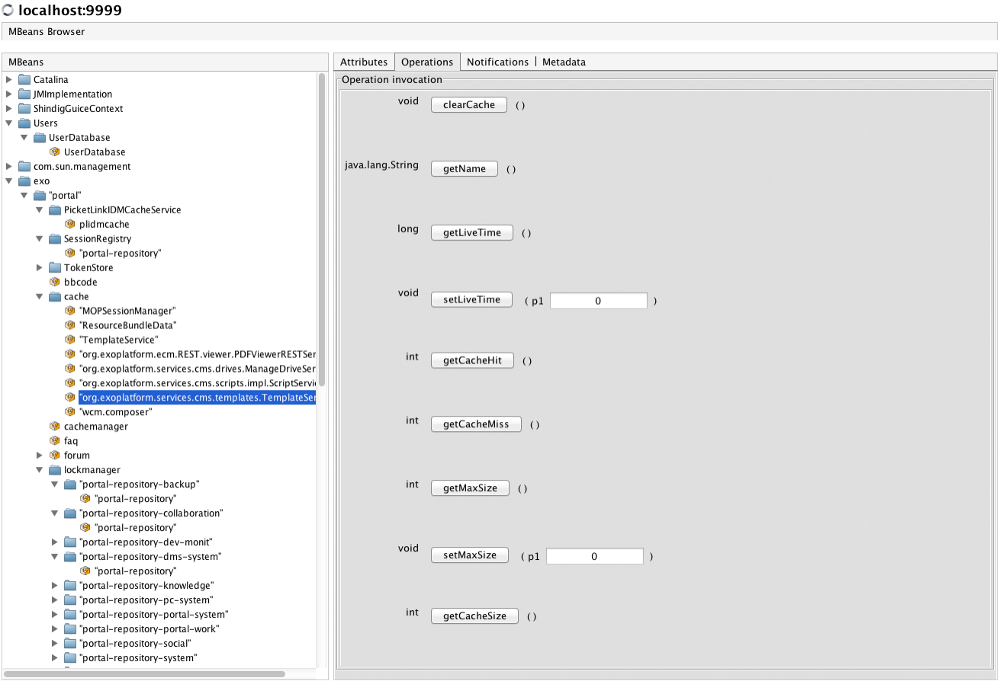 localhost:9999
MBeans Browser
MBeans
Catalina
JMImplementation
ShindigGuiceContext
Users
UserDatabase
UserDatabase
com.sun.management
exo
"portal"
PicketLinkIDMCacheService
plidmcache
SessionRegistry
"portal-repository"
TokenStore
bbcode
cache
"MOPSessionManager"
"ResourceBundleData"
"TemplateService"
"org.exoplatform.ecm.REST.viewer.PDFViewerRESTSer
"org.exoplatform.services.cms.drives.ManageDriveSer
"org.exoplatform.services.cms.scripts.impl.ScriptServic
"org.exoplatform.services.cms.templates.TemplateSer
"wcm.composer"
cachemanager
faq
forum
lockmanager
"portal-repository-backup"
"portal-repository"
"portal-repository-collaboration"
"portal-repository"
"portal-repository-dev-monit"
"portal-repository-dms-system"
"portal-repository"
"portal-repository-knowledge"
"portal-repository-pc-system"
"portal-repository-portal-system"
"portal-repository-portal-work"
"portal-repository-social"
"portal-repository-system"
Attributes Operations Notifications Metadata
Operation invocation
void clearCache ()
java.lang.String getName ()
long getLiveTime ()
void setLiveTime ( p1 0 )
int getCacheHit ()
int getCacheMiss ()
int getMaxSize ()
void setMaxSize ( p1 0 )
int getCacheSize ()